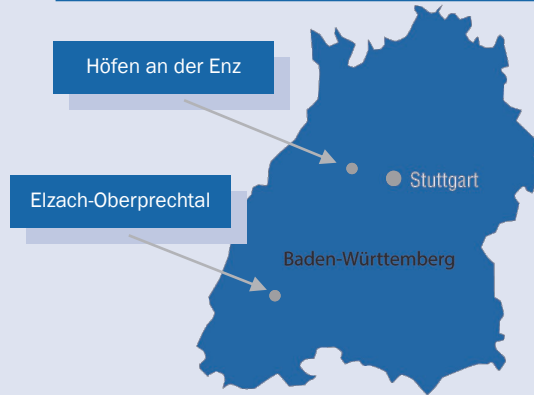 Höfen an der Enz
Stuttgart
Elzach-Oberprechtal
Baden-Württemberg